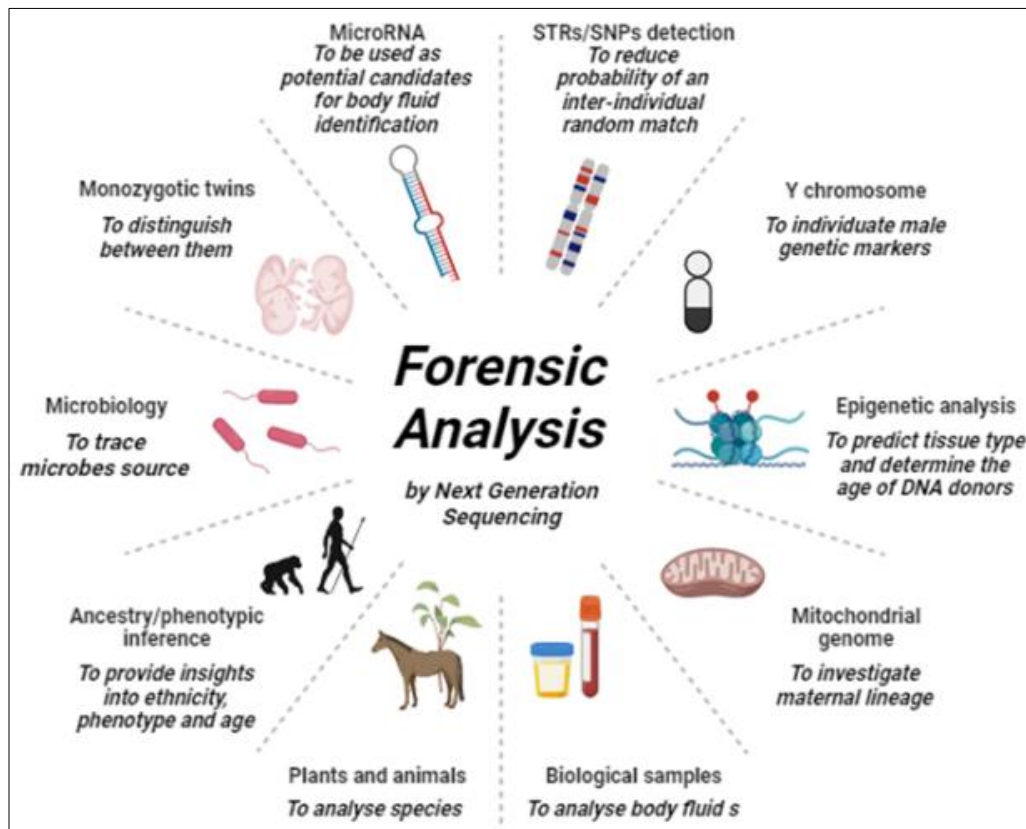 MicroRNA
To be used as
potential candidates
for body fluid
identification
STRs/SNPs detection
To reduce
probability of an
inter-individual
random match
Monozygotic twins
To distinguish
between them
Y chromosome
To individuate male
genetic markers
Forensic
Analysis
by Next Generation
Sequencing
Microbiology
To trace
microbes source
Epigenetic analysis
To predict tissue type
and determine the
age of DNA donors
Ancestry/phenotypic
inference
To provide insights
into ethnicity,
phenotype and age
Mitochondrial
genome
To investigate
maternal lineage
Plants and animals
To analyse species
Biological samples
To analyse body fluid s